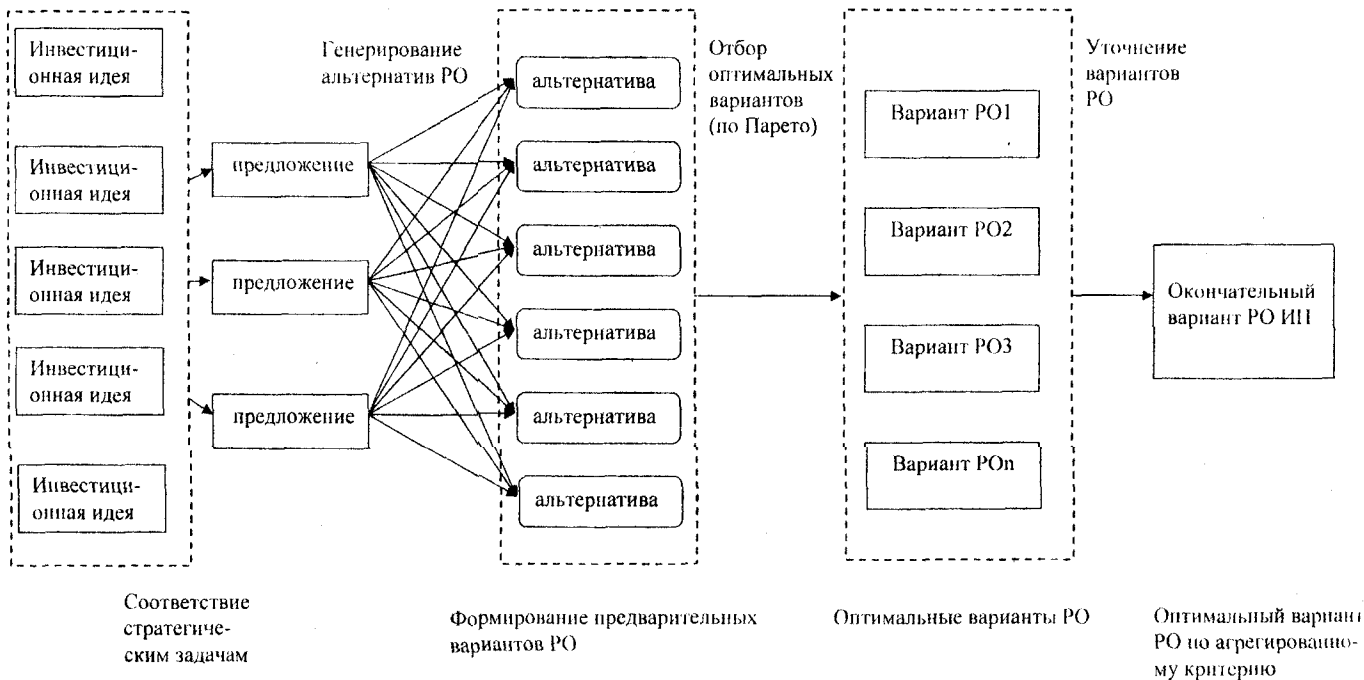 Инвестици-
онная идея
Инвестици-
онная идея
Инвестици-
онная идея
Инвестици-
онная идея
Инвестици-
онная идея
Соответствие
стратегиче-
ским задачам
предложение
предложение
предложение
Генерирование
альтернатив РО
альтернатива
альтернатива
альтернатива
альтернатива
альтернатива
альтернатива
Формирование предварительных
вариантов РО
Отбор
оптимальных
вариантов
(по Парето)
Вариант РО1
Вариант РО2
Вариант РО3
Вариант РОn
Оптимальные варианты РО
Уточнение
вариантов
РО
Окончательный
вариант РО ИП
Оптимальный вариант
РО по агрегированно-
му критерию